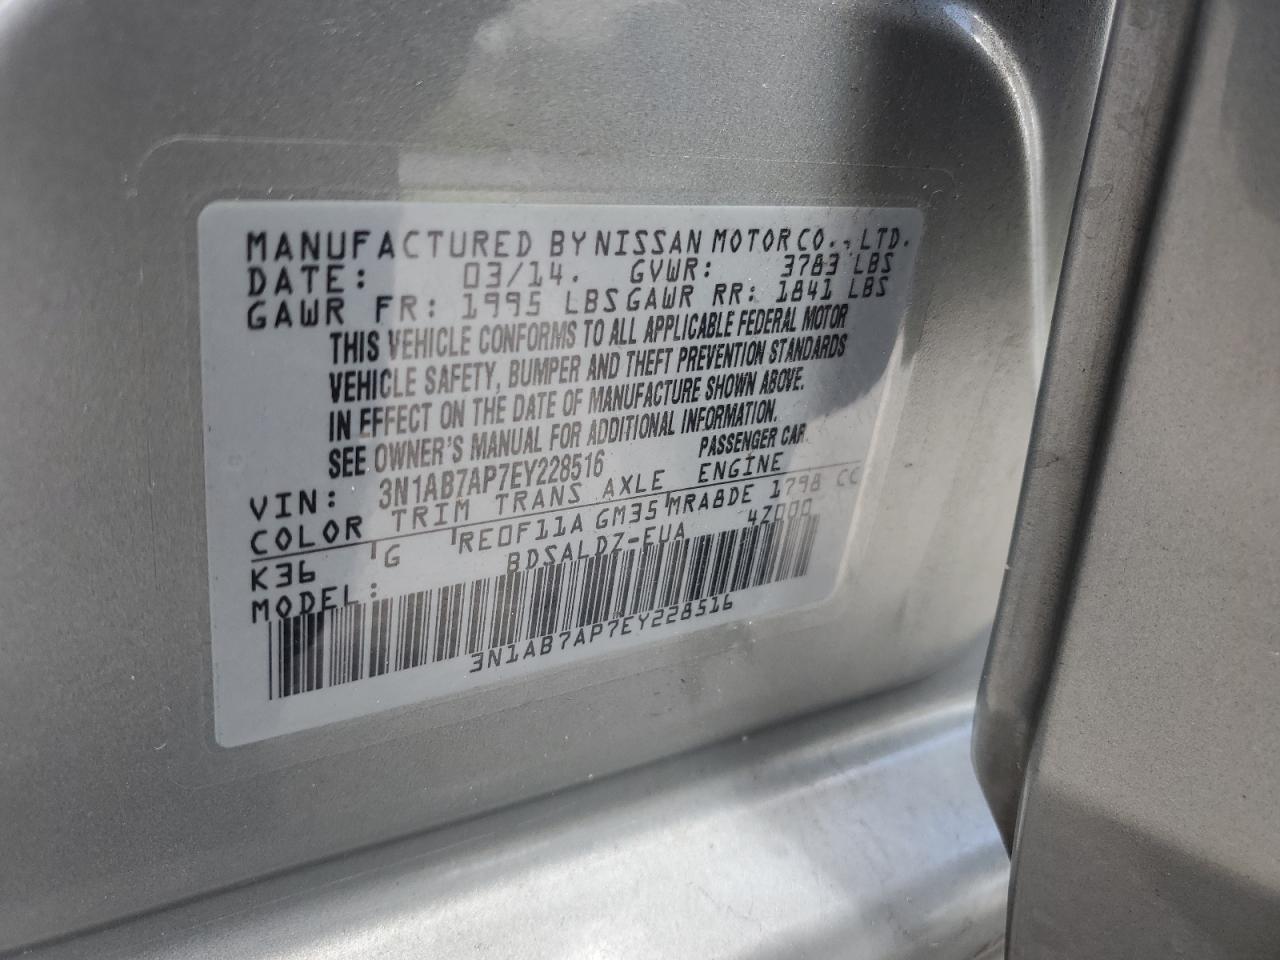 MANUFACTURED BY NISSAN MOTOR CO., LTD.
DATE: 03/14. GVWR: 3783 LBS
GAWR FR: 1995 LBS GAWR RR: 1841 LBS
THIS VEHICLE CONFORMS TO ALL APPLICABLE FEDERAL MOTOR
VEHICLE SAFETY, BUMPER AND THEFT PREVENTION STANDARDS
IN EFFECT ON THE DATE OF MANUFACTURE SHOWN ABOVE.
SEE OWNER'S MANUAL FOR ADDITIONAL INFORMATION.
VIN: 3N1AB7AP7EY228516 PASSENGER CAR
COLOR TRIM TRANS AXLE ENGINE
K36 G RE0F11A GM35 MRA8DE 1798 CC
MODEL: BDSALDZ-EUA 47000
3N1AB7AP7EY228516